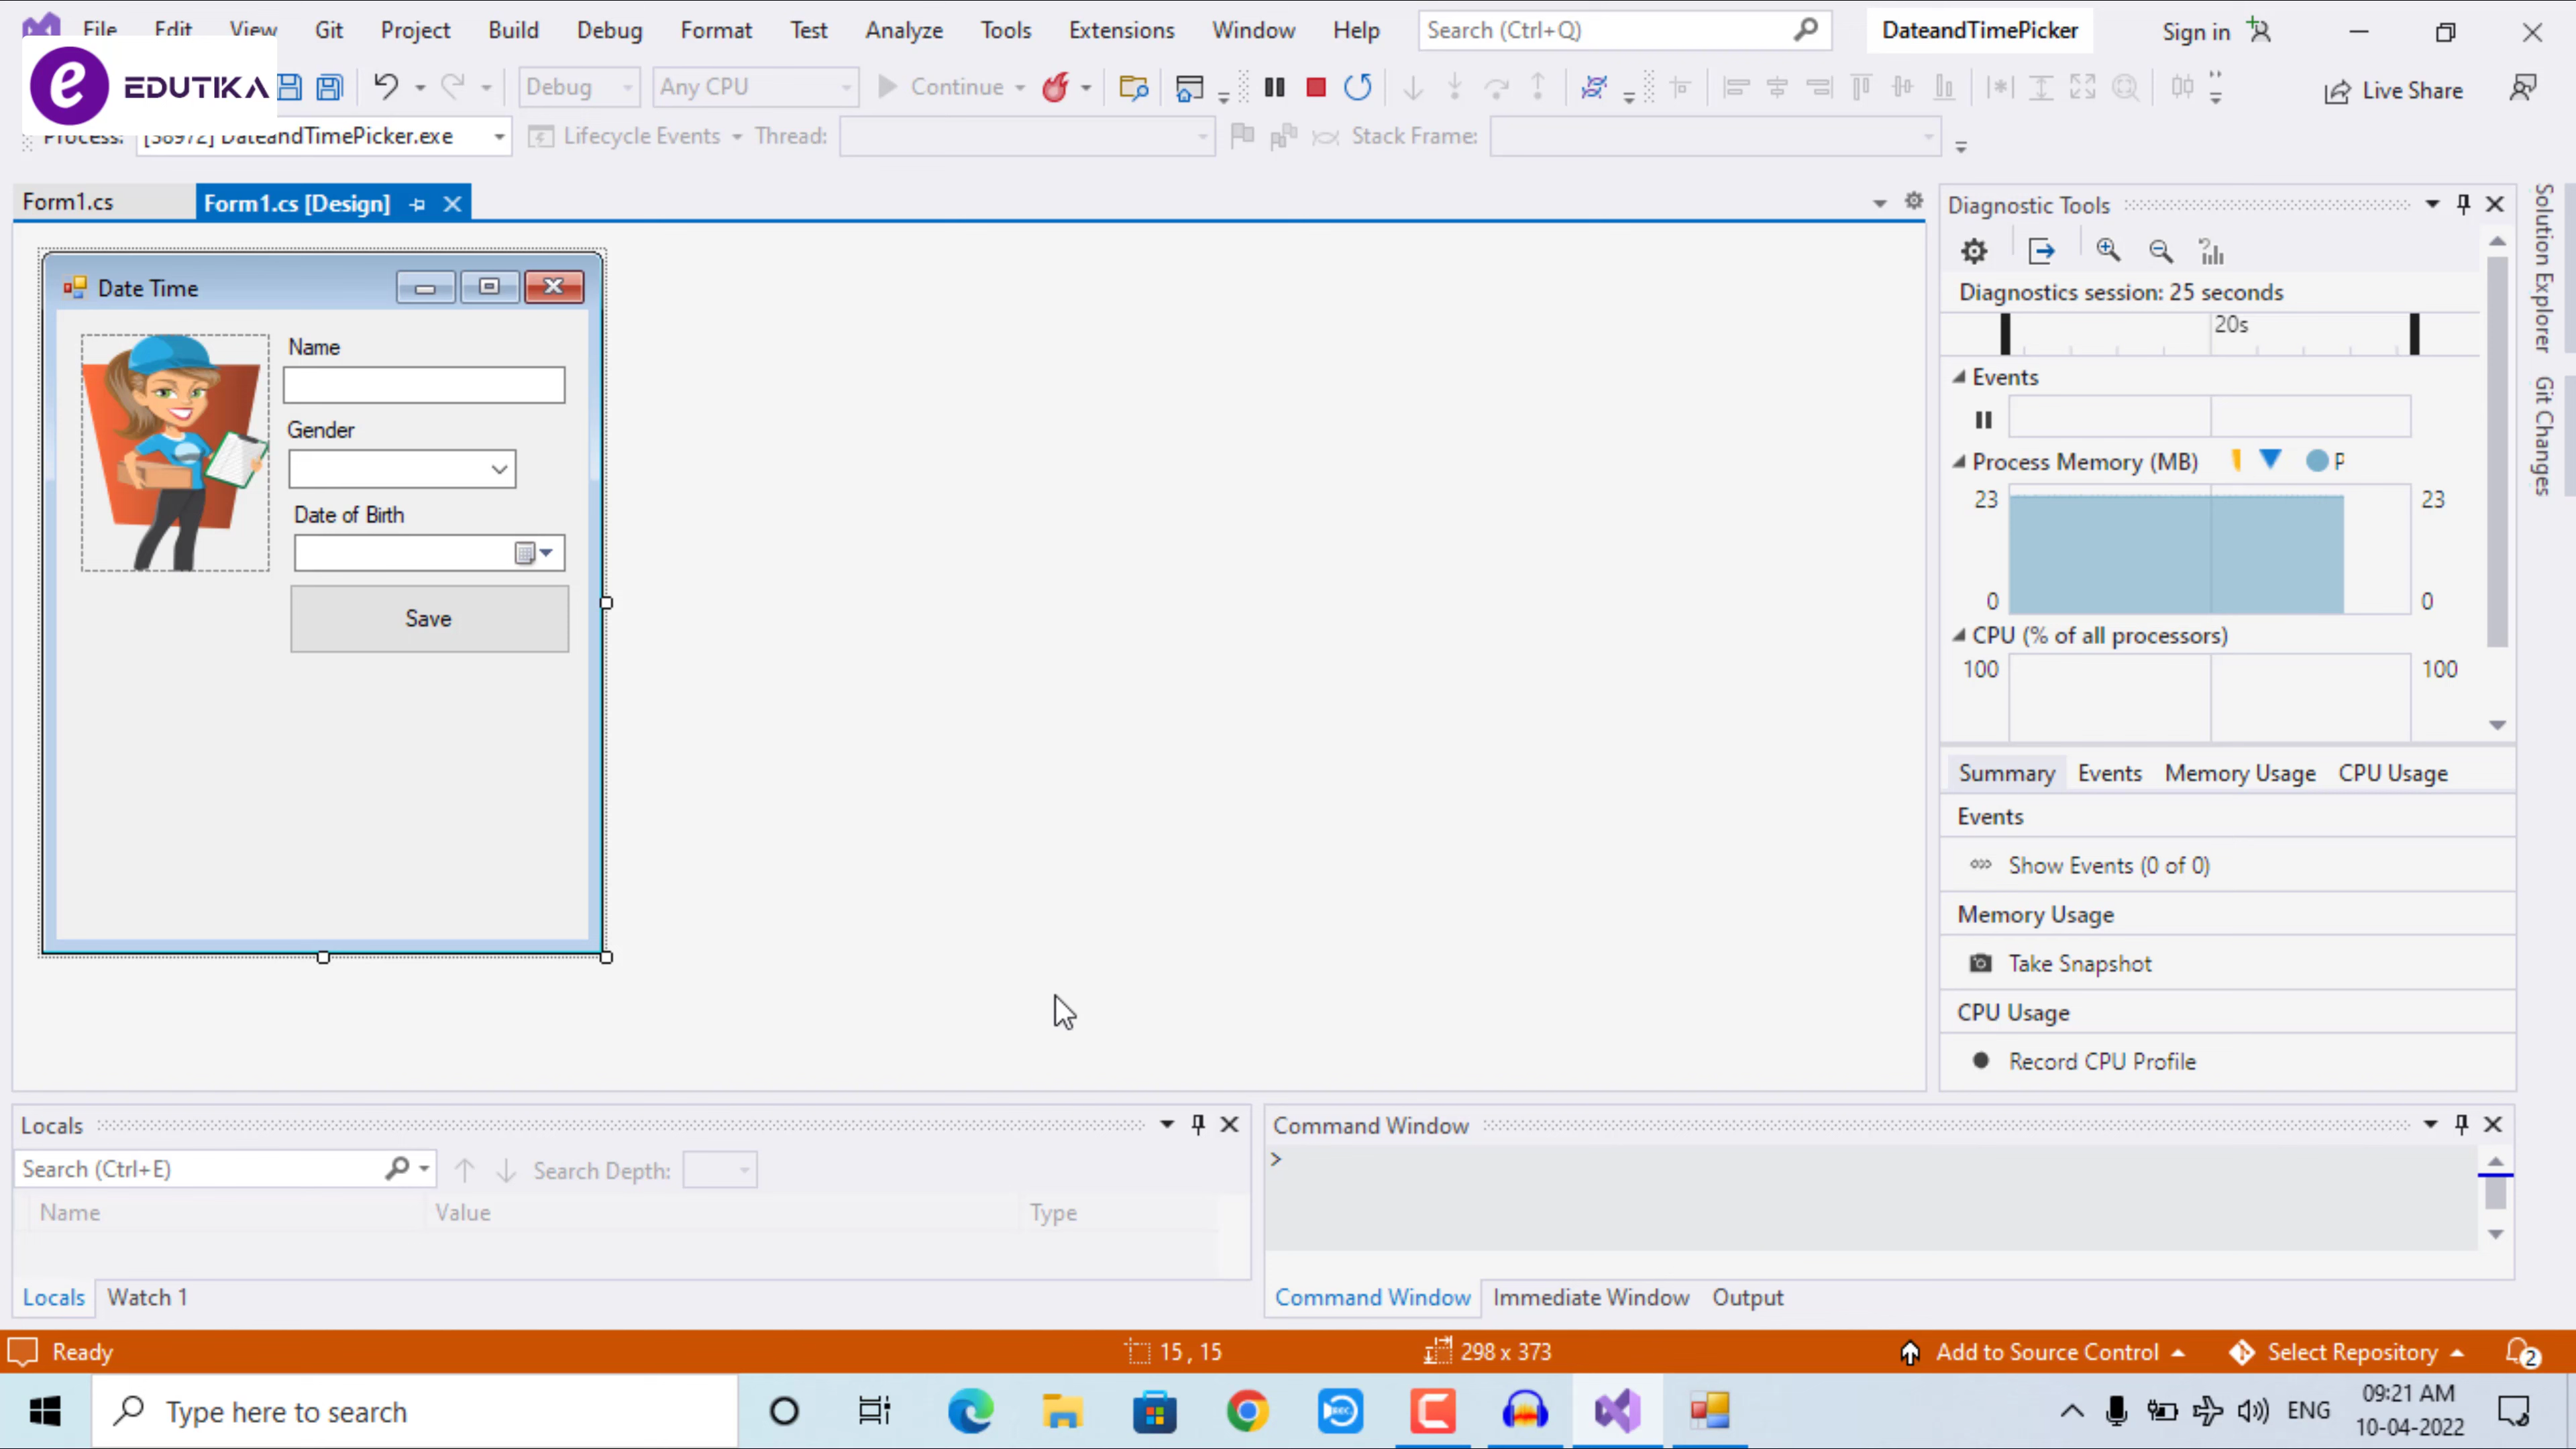 File Edit View Git Project Build Debug Format Test Analyze Tools Extensions Window Help Search (Ctrl+Q) DateandTimePicker Sign in
e EDUTIKA Debug Any CPU Continue Live Share
Process: [38972] DateandTimePicker.exe Lifecycle Events Thread: Stack Frame:
Form1.cs Form1.cs [Design]
Date Time
Name
Gender
Date of Birth
Save
Diagnostic Tools
Diagnostics session: 25 seconds
20s
Events
Process Memory (MB) P
23 23
0 0
CPU (% of all processors)
100 100
Summary Events Memory Usage CPU Usage
Events
Show Events (0 of 0)
Memory Usage
Take Snapshot
CPU Usage
Record CPU Profile
Solution Explorer
Git Changes
Locals
Search (Ctrl+E) Search Depth:
Name Value Type
Locals Watch 1
Command Window
>
Command Window Immediate Window Output
Ready 15 , 15 298 x 373 Add to Source Control Select Repository 2
Type here to search REC ENG 09:21 AM
10-04-2022